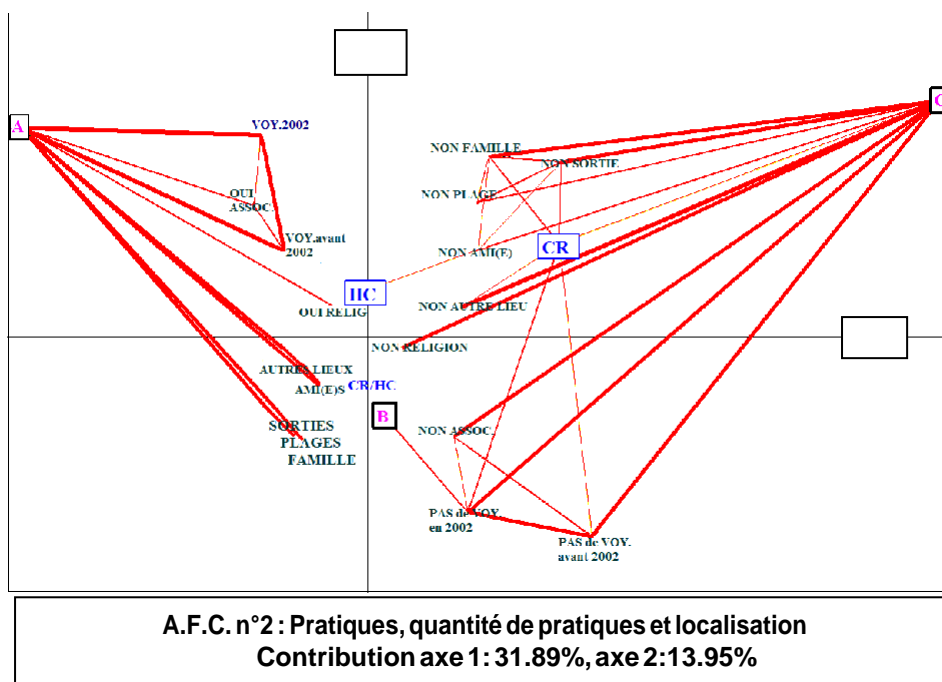 A
C
VOY.2002
NON FAMILLE
NON SORTIE
OUI
ASSOC.
NON PLAGE
VOY.avant
2002
NON AMI(E)
CR
HC
OUI RELIG
NON AUTRE LIEU
NON RELIGION
AUTRES LIEUX
AMI(E)S
CR/HC
B
SORTIES
PLAGES
FAMILLE
NON ASSOC.
PAS de VOY.
en 2002
PAS de VOY.
avant 2002
A.F.C. n°2 : Pratiques, quantité de pratiques et localisation
Contribution axe 1: 31.89%, axe 2:13.95%